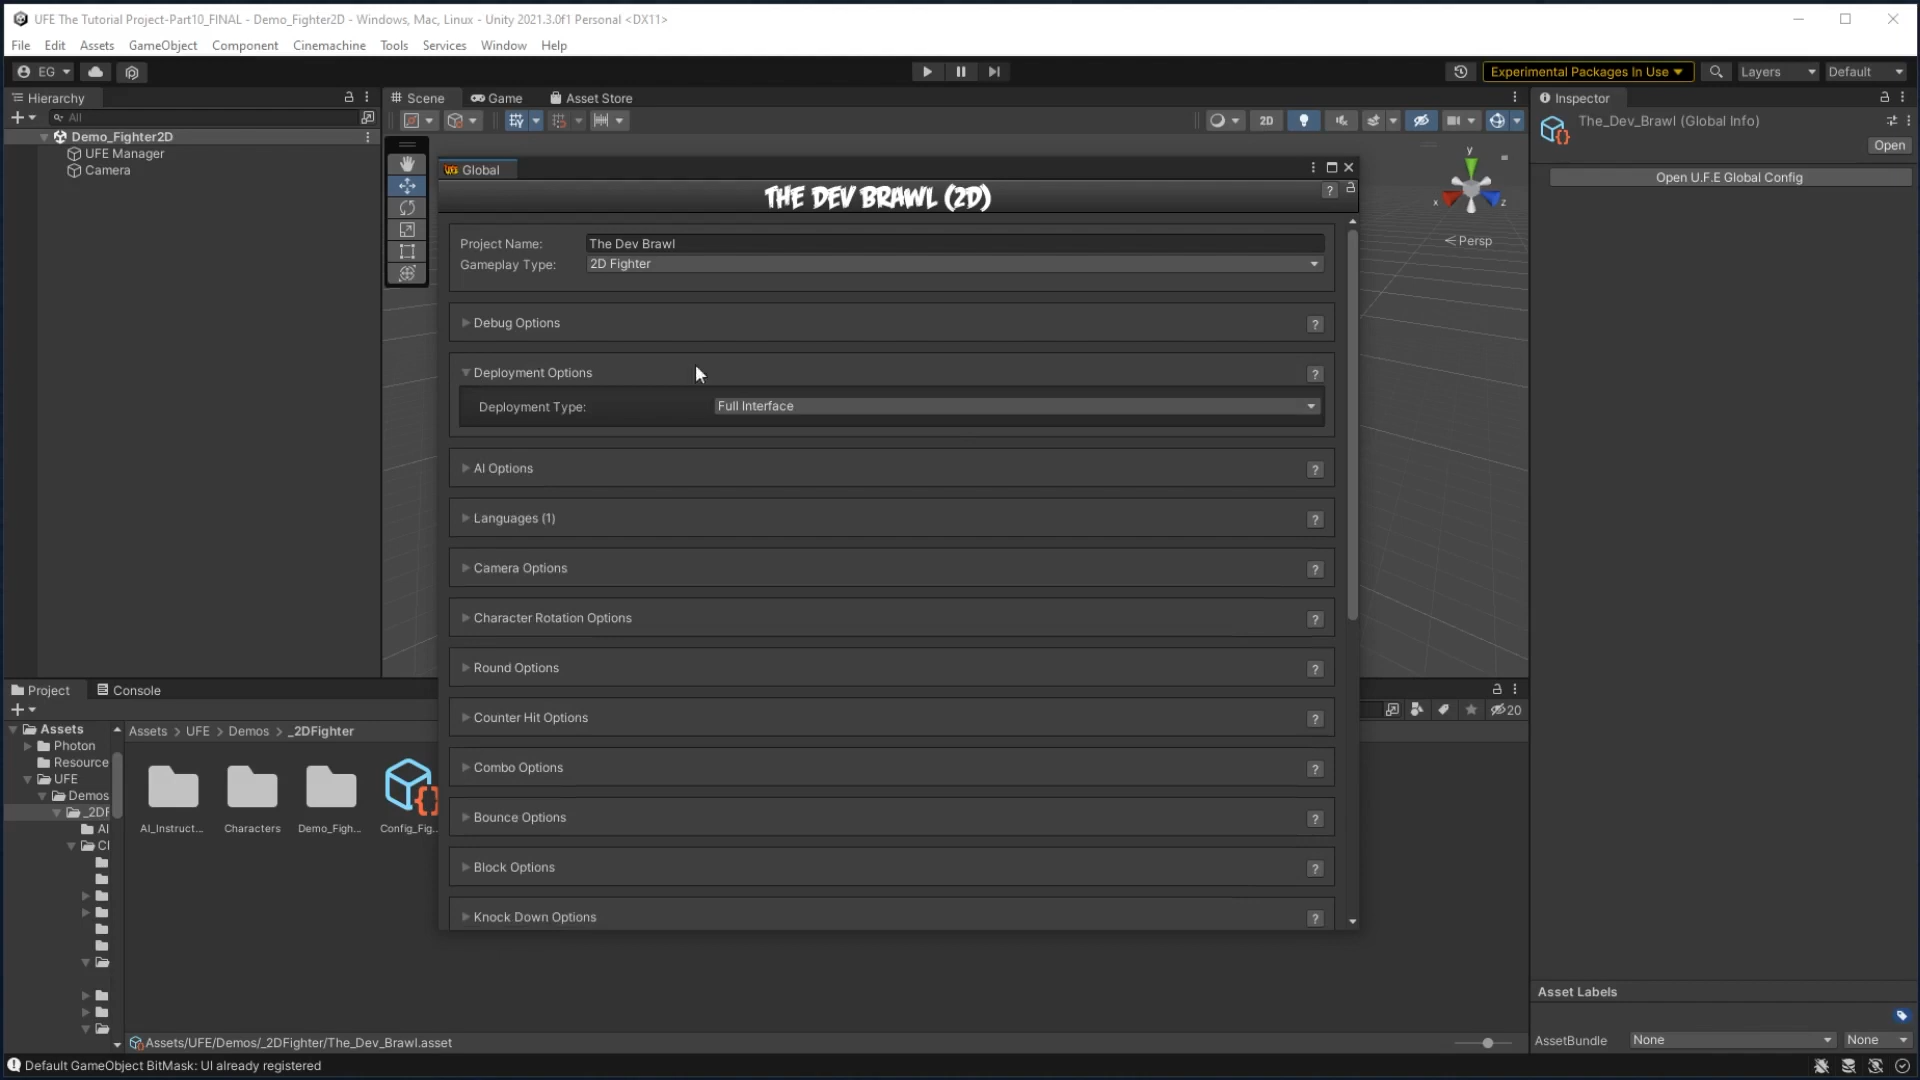 UFE The Tutorial Project-Part10_FINAL - Demo_Fighter2D - Windows, Mac, Linux - Unity 2021.3.0f1 Personal <DX11>
File Edit Assets GameObject Component Cinemachine Tools Services Window Help
EG Experimental Packages In Use Layers Default
Hierarchy
All
Demo_Fighter2D
UFE Manager
Camera
Scene Game Asset Store
2D
y
x z
Persp
UFE Global
THE DEV BRAWL (2D)
?
Project Name: The Dev Brawl
Gameplay Type: 2D Fighter
Debug Options ?
Deployment Options ?
Deployment Type: Full Interface
AI Options ?
Languages (1) ?
Camera Options ?
Character Rotation Options ?
Round Options ?
Counter Hit Options ?
Combo Options ?
Bounce Options ?
Block Options ?
Knock Down Options ?
Inspector
The_Dev_Brawl (Global Info)
Open
Open U.F.E Global Config
Project Console
20
Assets
Photon
Resource
UFE
Demos
_2DF
AI
Cl
Assets > UFE > Demos > _2DFighter
AI_Instruct... Characters Demo_Figh... Config_Fig...
Assets/UFE/Demos/_2DFighter/The_Dev_Brawl.asset
Asset Labels
AssetBundle None None
Default GameObject BitMask: UI already registered